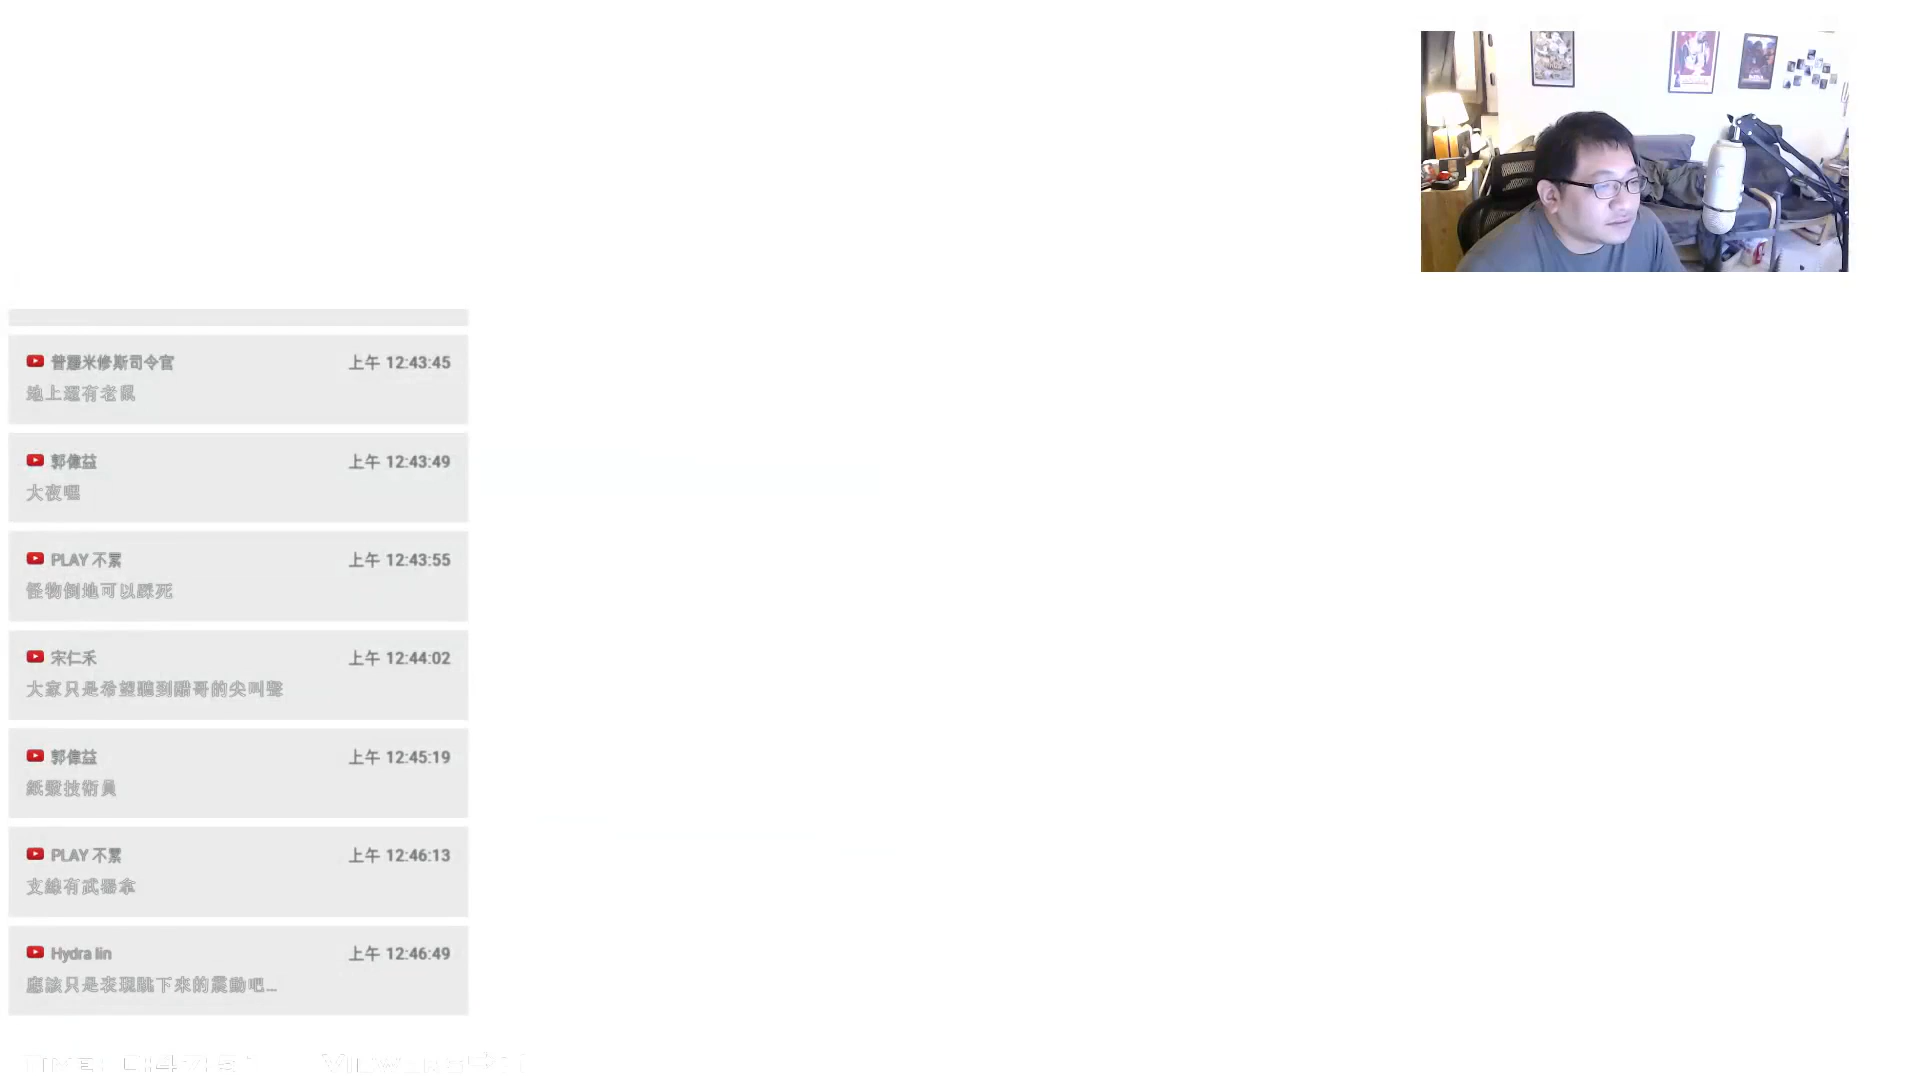 普羅米修斯司令官 上午 12:43:45
地上還有老鼠
郭偉益 上午 12:43:49
大夜嘿
PLAY 不累 上午 12:43:55
怪物倒地可以踩死
宋仁禾 上午 12:44:02
大家只是希望聽到酷哥的尖叫聲
郭偉益 上午 12:45:19
紙漿技術員
PLAY 不累 上午 12:46:13
支線有武器拿
Hydra lin 上午 12:46:49
應該只是表現跳下來的震動吧...